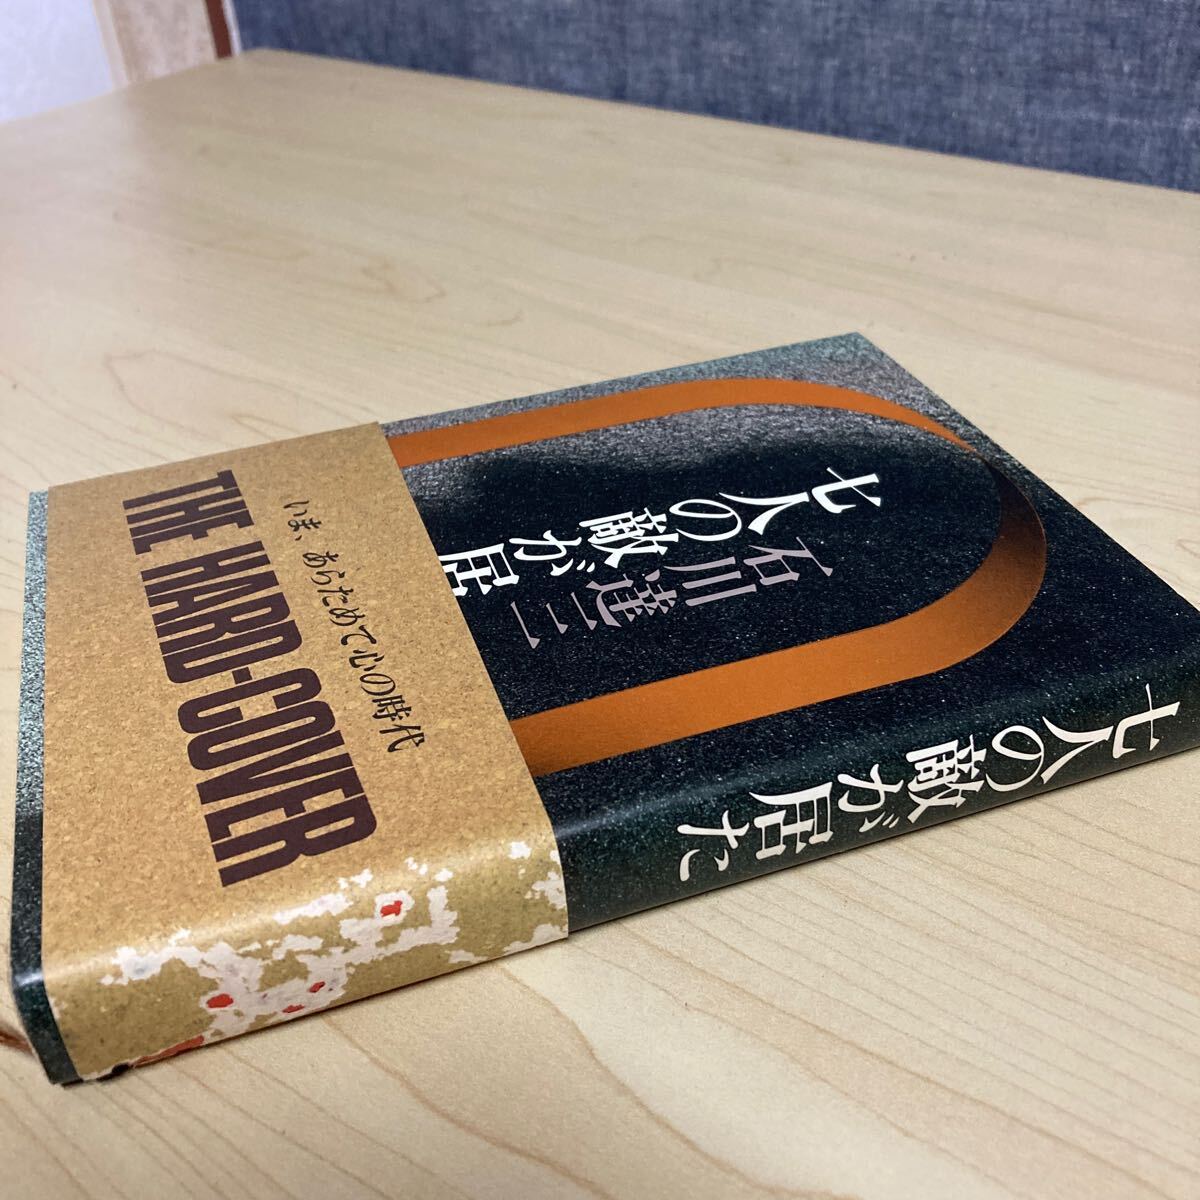 七人の敵が居
石川達三
いま、あらためて心の時代
THE HARD-COVER
七人の敵が居た